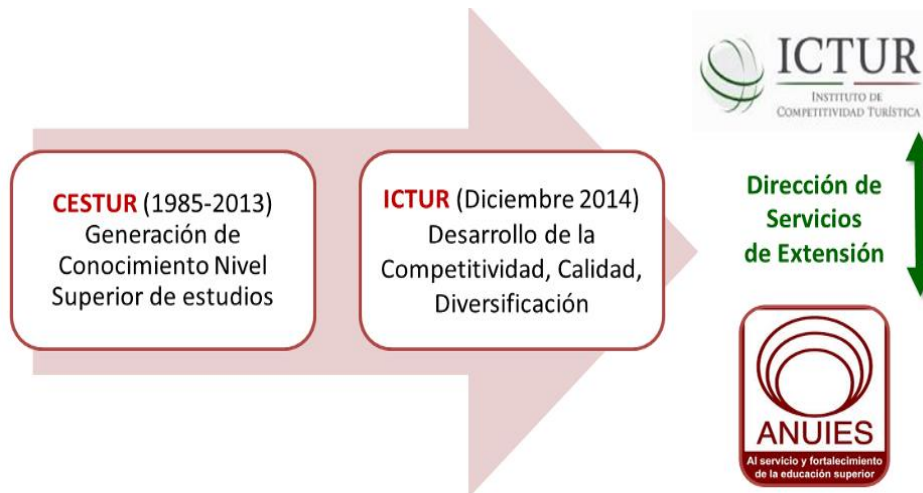 CESTUR (1985-2013)
Generación de
Conocimiento Nivel
Superior de estudios
ICTUR (Diciembre 2014)
Desarrollo de la
Competitividad, Calidad,
Diversificación
ICTUR
INSTITUTO DE
COMPETITIVIDAD TURÍSTICA
Dirección de
Servicios
de Extensión
ANUIES
Al servicio y fortalecimiento
de la educación superior